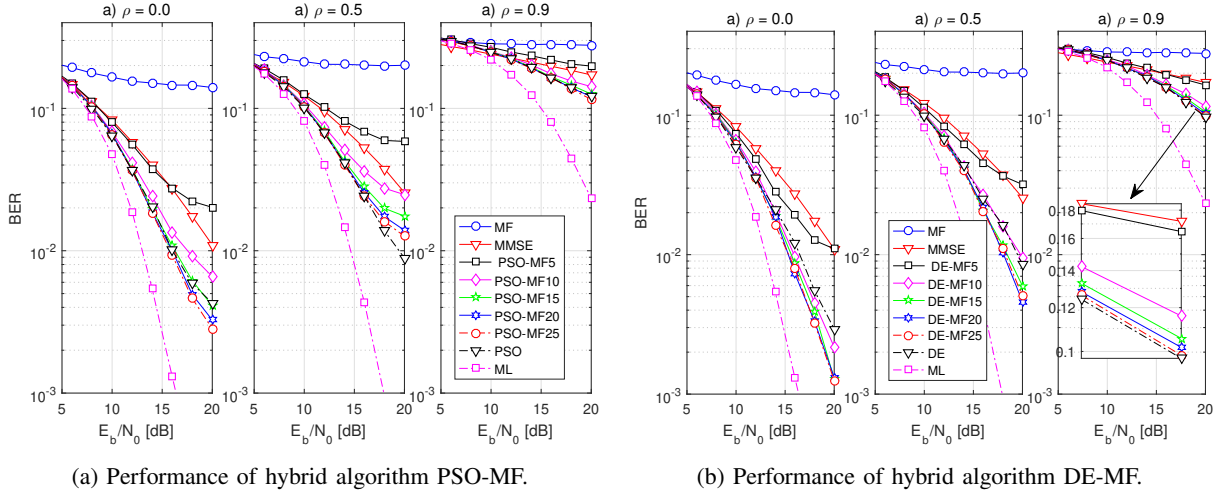 a) ρ = 0.0
a) ρ = 0.5
a) ρ = 0.9
BER
10^-1
10^-2
10^-3
10^-1
10^-2
10^-3
10^-1
10^-2
10^-3
MF
MMSE
PSO-MF5
PSO-MF10
PSO-MF15
PSO-MF20
PSO-MF25
PSO
ML
5 10 15 20
5 10 15 20
5 10 15 20
E_b/N_0 [dB]
E_b/N_0 [dB]
E_b/N_0 [dB]
(a) Performance of hybrid algorithm PSO-MF.
a) ρ = 0.0
a) ρ = 0.5
a) ρ = 0.9
BER
10^-1
10^-2
10^-3
10^-1
10^-2
10^-3
10^-1
10^-2
10^-3
MF
MMSE
DE-MF5
DE-MF10
DE-MF15
DE-MF20
DE-MF25
DE
ML
0.18
0.16
0.14
0.12
0.1
5 10 15 20
5 10 15 20
5 10 15 20
E_b/N_0 [dB]
E_b/N_0 [dB]
E_b/N_0 [dB]
(b) Performance of hybrid algorithm DE-MF.